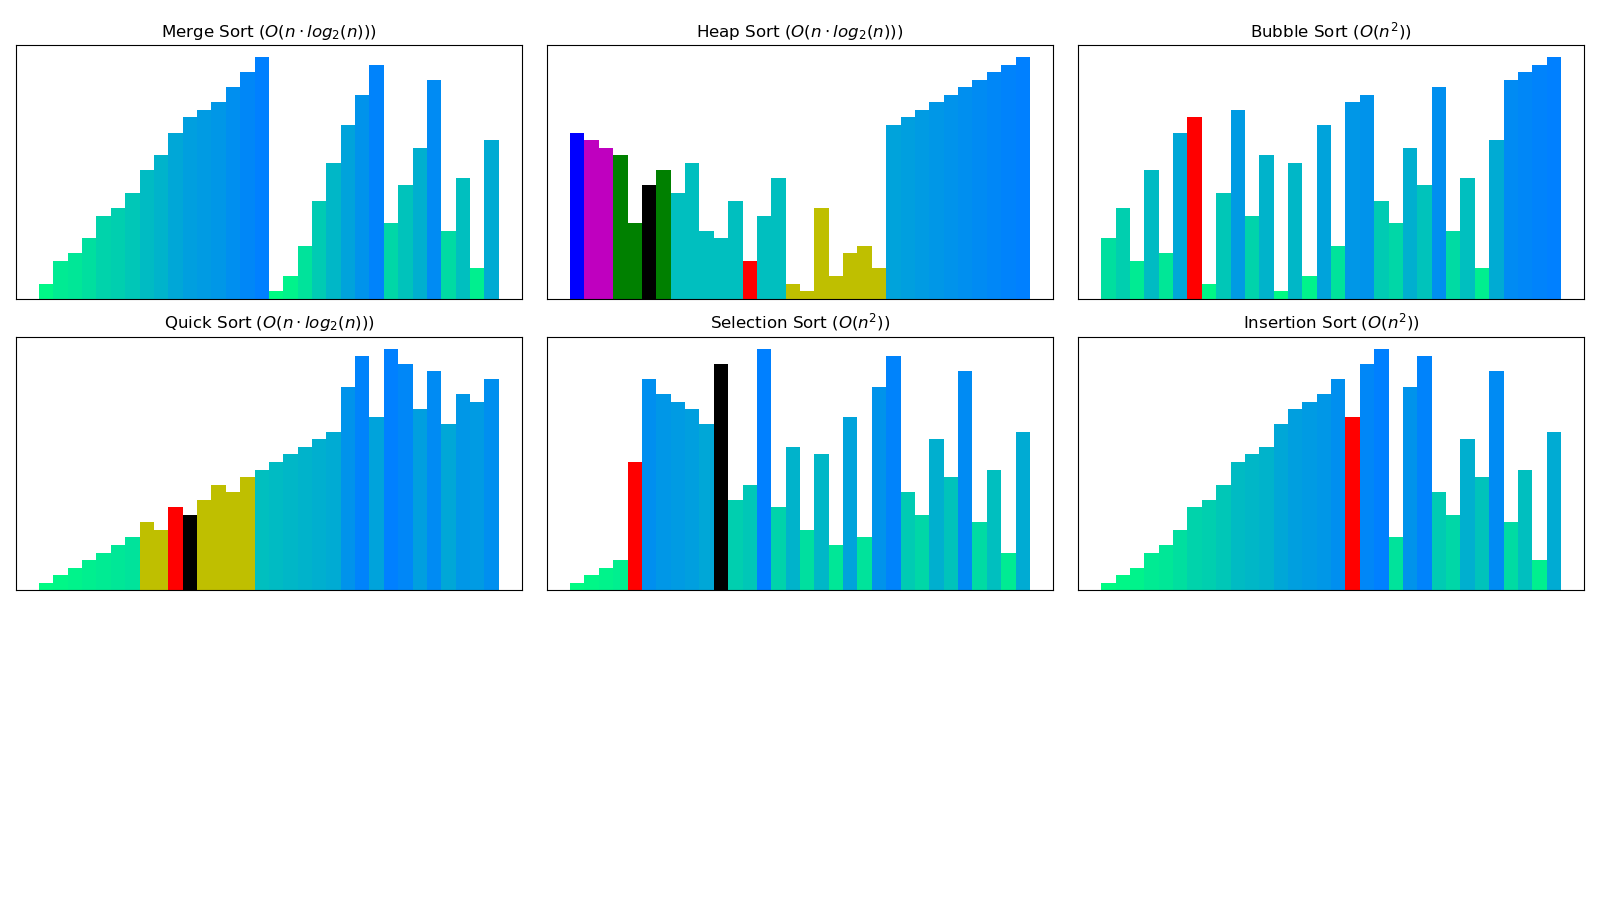 Merge Sort (O(n · log₂(n)))
Heap Sort (O(n · log₂(n)))
Bubble Sort (O(n²))
Quick Sort (O(n · log₂(n)))
Selection Sort (O(n²))
Insertion Sort (O(n²))